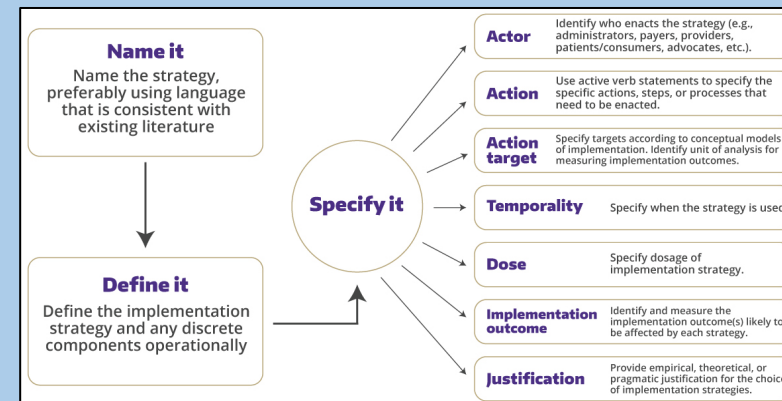 Name it
Name the strategy,
preferably using language
that is consistent with
existing literature
Define it
Define the implementation
strategy and any discrete
components operationally
Specify it
Actor
Identify who enacts the strategy (e.g.,
administrators, payers, providers,
patients/consumers, advocates, etc.).
Action
Use active verb statements to specify the
specific actions, steps, or processes that
need to be enacted.
Action
target
Specify targets according to conceptual models
of implementation. Identify unit of analysis for
measuring implementation outcomes.
Temporality
Specify when the strategy is used
Dose
Specify dosage of
implementation strategy.
Implementation
outcome
Identify and measure the
implementation outcome(s) likely to
be affected by each strategy.
Justification
Provide empirical, theoretical, or
pragmatic justification for the choice
of implementation strategies.